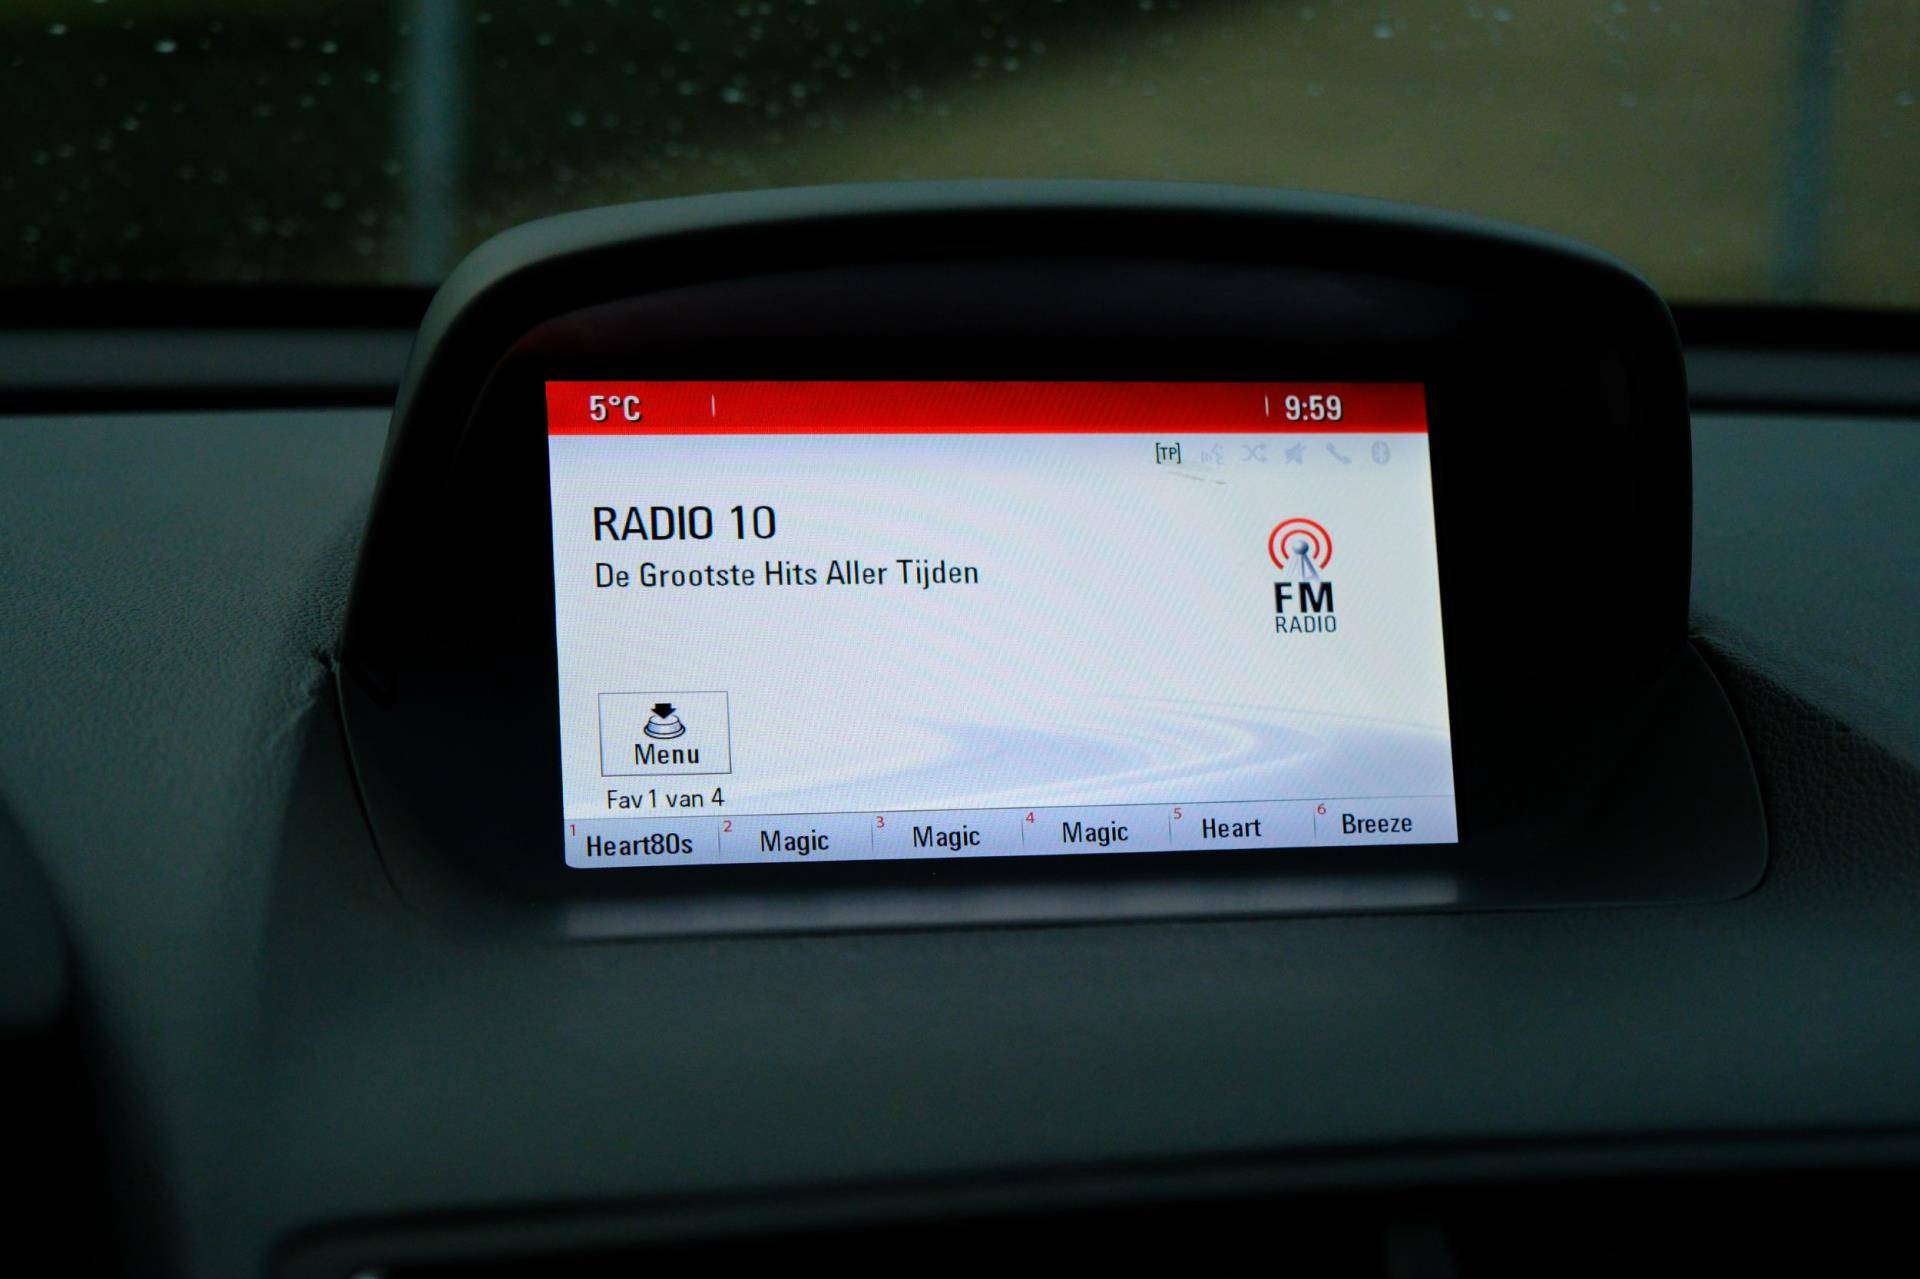 5°C 9:59
[TP]
RADIO 10
De Grootste Hits Aller Tijden
FM
RADIO
Menu
Fav 1 van 4
1 Heart80s 2 Magic 3 Magic 4 Magic 5 Heart 6 Breeze